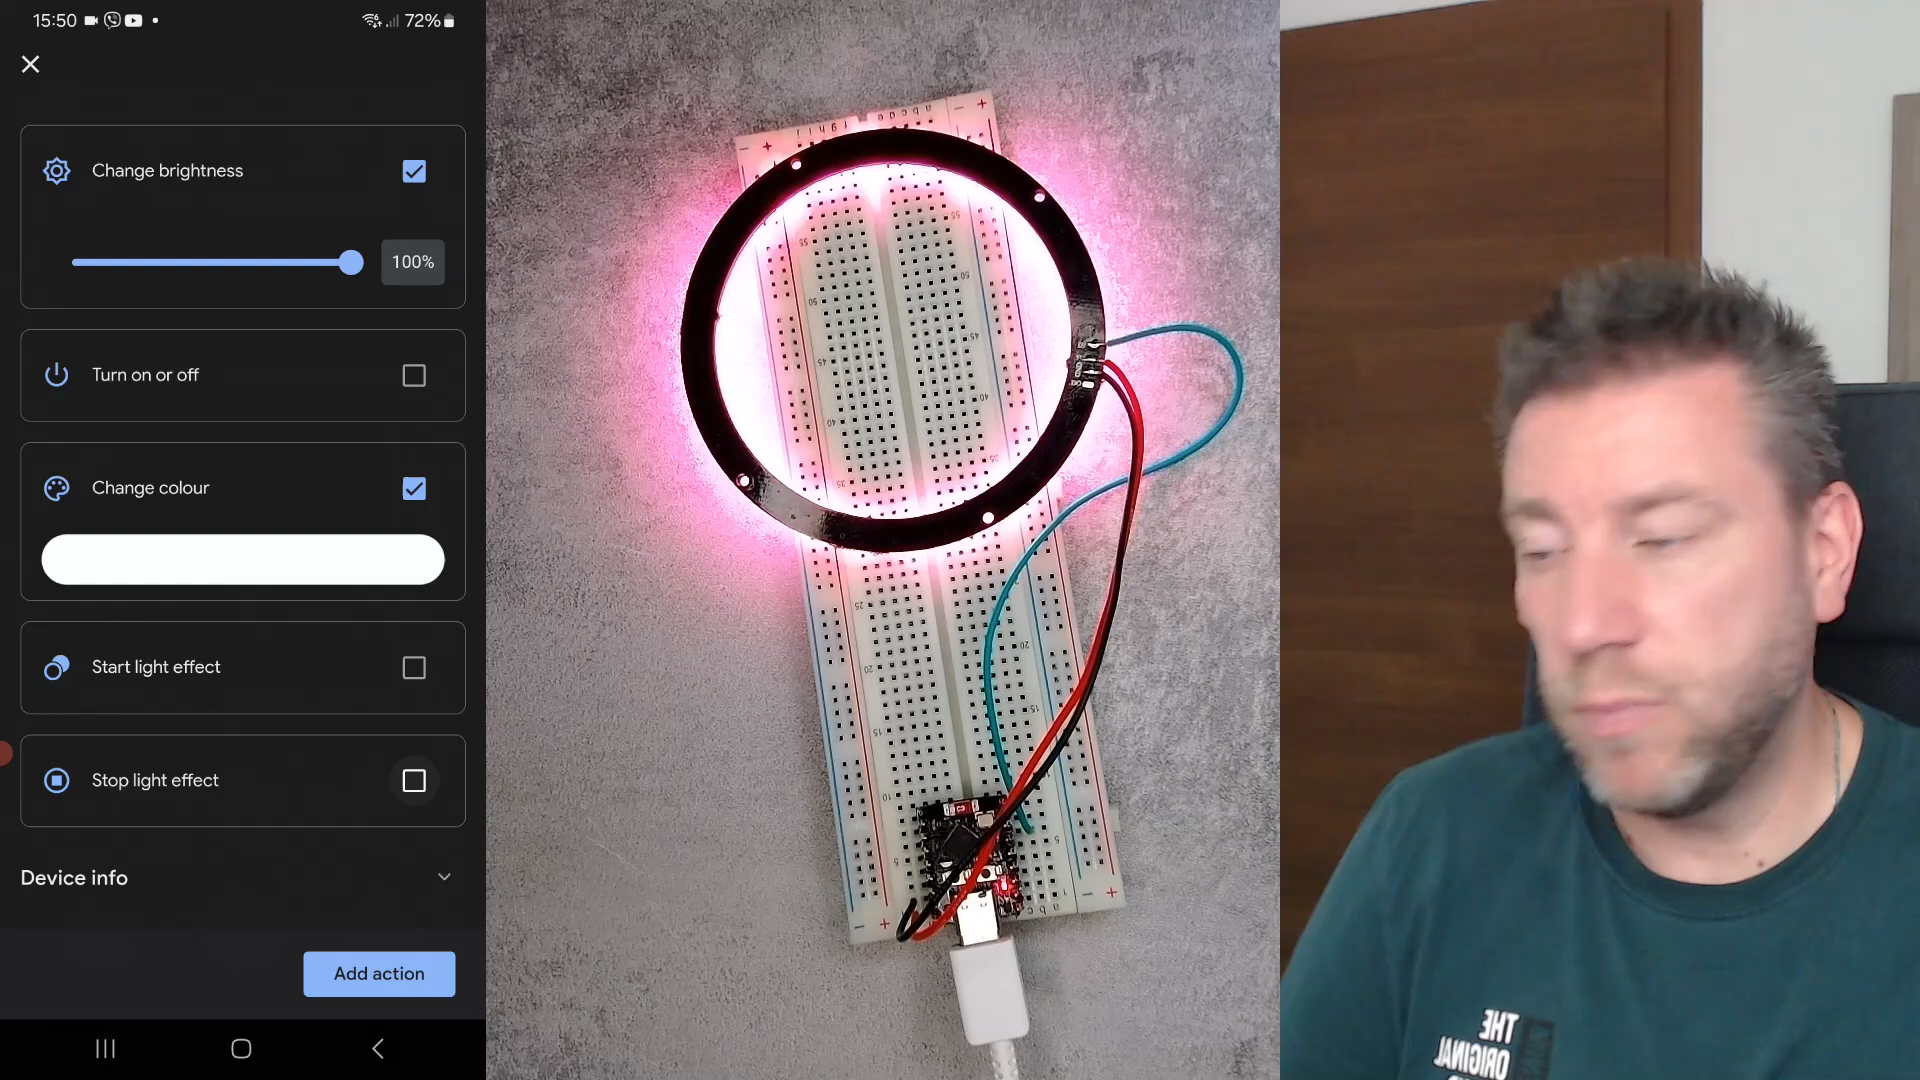 15:50
72%
Change brightness
100%
Turn on or off
Change colour
Start light effect
Stop light effect
Device info
Add action
THE
ORIGINAL